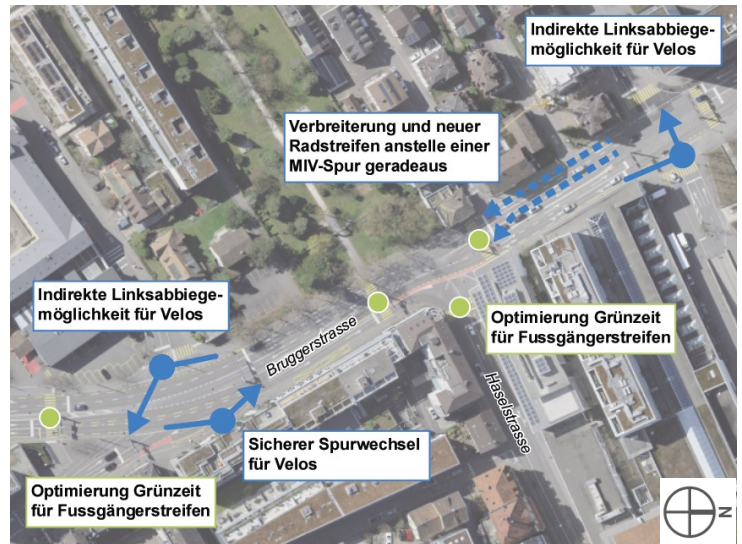 Indirekte Linksabbiege-
möglichkeit für Velos
Verbreiterung und neuer
Radstreifen anstelle einer
MIV-Spur geradeaus
Indirekte Linksabbiege-
möglichkeit für Velos
Bruggerstrasse
Optimierung Grünzeit
für Fussgängerstreifen
Haselstrasse
Sicherer Spurwechsel
für Velos
Optimierung Grünzeit
für Fussgängerstreifen
N